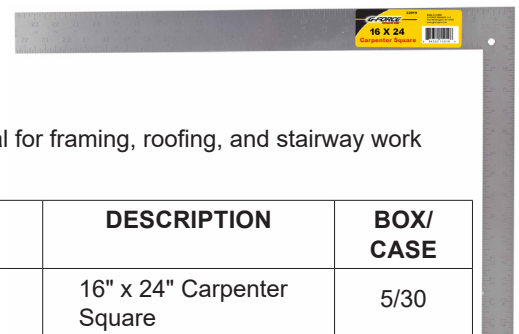 G-FORCE
16 X 24
Carpenter Square
al for framing, roofing, and stairway work
DESCRIPTION
BOX/
CASE
16" x 24" Carpenter
Square
5/30